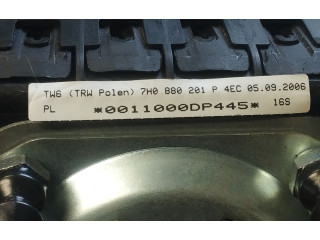 TW6 (TRW Polen) 7H0 880 201 P 4EC 05.09.2006
PL *0011000DP445* 16S